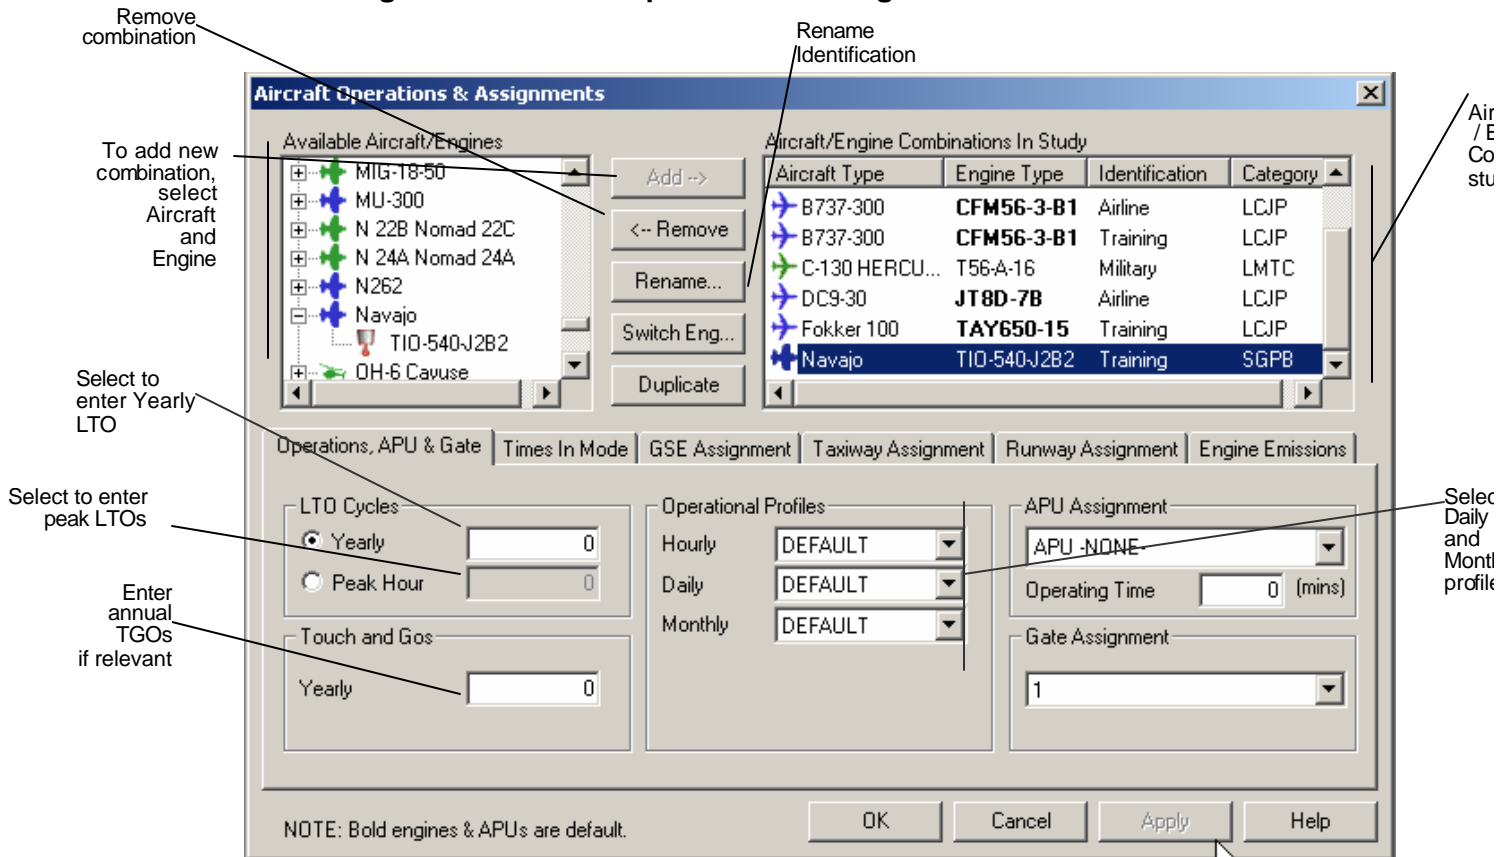 Remove
combination
Rename
Identification
To add new
combination,
select
Aircraft
and
Engine
Select to
enter Yearly
LTO
Select to enter
peak LTOs
Enter
annual
TGOs
if relevant
Aircraft Operations & Assignments
Available Aircraft/Engines
MIG-18-50
MU-300
N 22B Nomad 22C
N 24A Nomad 24A
N262
Navajo
TIO-540-J2B2
OH-6 Cayuse
Add -->
<-- Remove
Rename...
Switch Eng...
Duplicate
Aircraft/Engine Combinations In Study
Aircraft Type Engine Type Identification Category
B737-300 CFM56-3-B1 Airline LCJP
B737-300 CFM56-3-B1 Training LCJP
C-130 HERCU... T56-A-16 Military LMTC
DC9-30 JT8D-7B Airline LCJP
Fokker 100 TAY650-15 Training LCJP
Navajo TIO-540-J2B2 Training SGPB
Operations, APU & Gate Times In Mode GSE Assignment Taxiway Assignment Runway Assignment Engine Emissions
LTO Cycles
Yearly 0
Peak Hour 0
Touch and Gos
Yearly 0
Operational Profiles
Hourly DEFAULT
Daily DEFAULT
Monthly DEFAULT
APU Assignment
APU -NONE-
Operating Time 0 (mins)
Gate Assignment
1
NOTE: Bold engines & APUs are default.
OK Cancel Apply Help
Daily
and